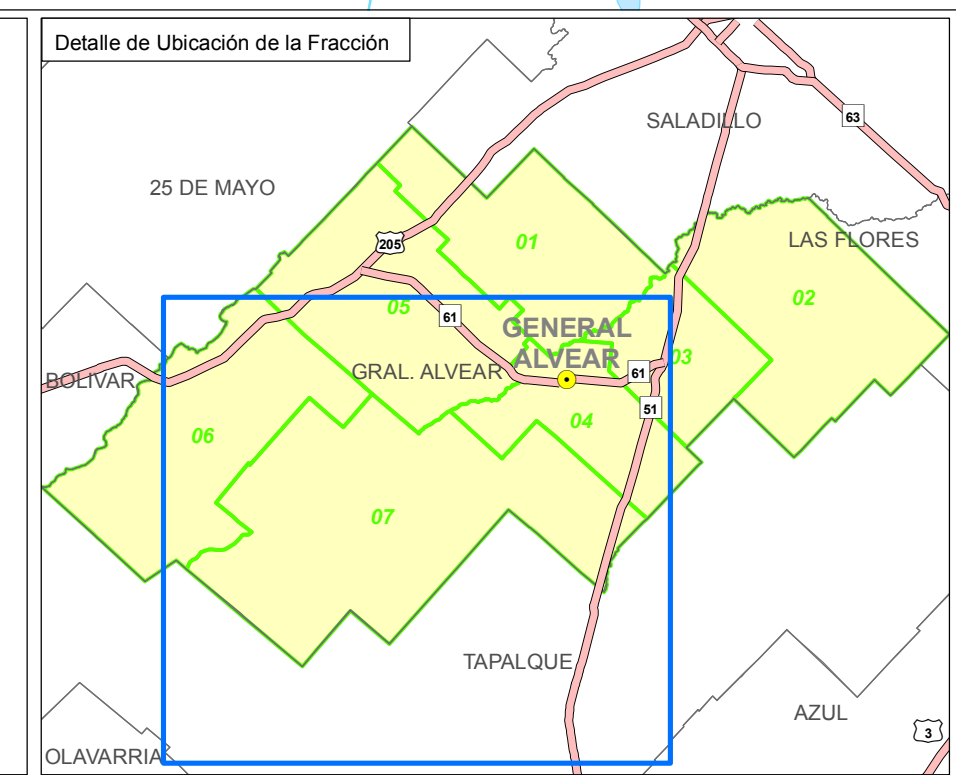 Detalle de Ubicación de la Fracción
SALADILLO
63
25 DE MAYO
205
01
LAS FLORES
02
05
61
GENERAL
ALVEAR
03
BOLIVAR
GRAL. ALVEAR
61
51
06
04
07
TAPALQUE
AZUL
3
OLAVARRIA